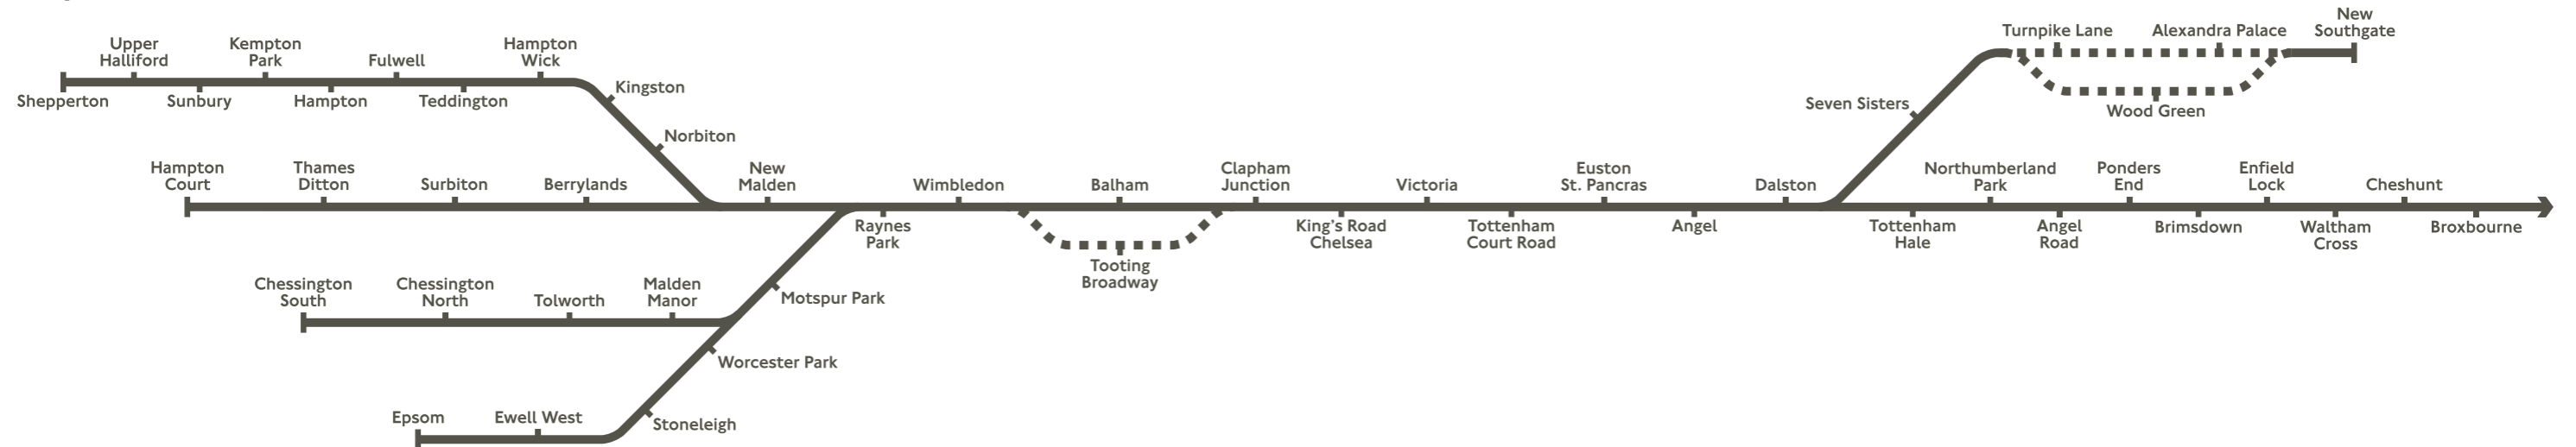 New
Southgate
Turnpike Lane
Alexandra Palace
Upper
Halliford
Kempton
Park
Fulwell
Hampton
Wick
Kingston
Shepperton
Sunbury
Hampton
Teddington
Seven Sisters
Wood Green
Norbiton
Hampton
Court
Thames
Ditton
Surbiton
Berrylands
New
Malden
Wimbledon
Balham
Clapham
Junction
Victoria
Euston
St. Pancras
Dalston
Northumberland
Park
Ponders
End
Enfield
Lock
Cheshunt
Raynes
Park
King's Road
Chelsea
Tottenham
Court Road
Angel
Tottenham
Hale
Angel
Road
Brimsdown
Waltham
Cross
Broxbourne
Tooting
Broadway
Chessington
South
Chessington
North
Tolworth
Malden
Manor
Motspur Park
Worcester Park
Epsom
Ewell West
Stoneleigh